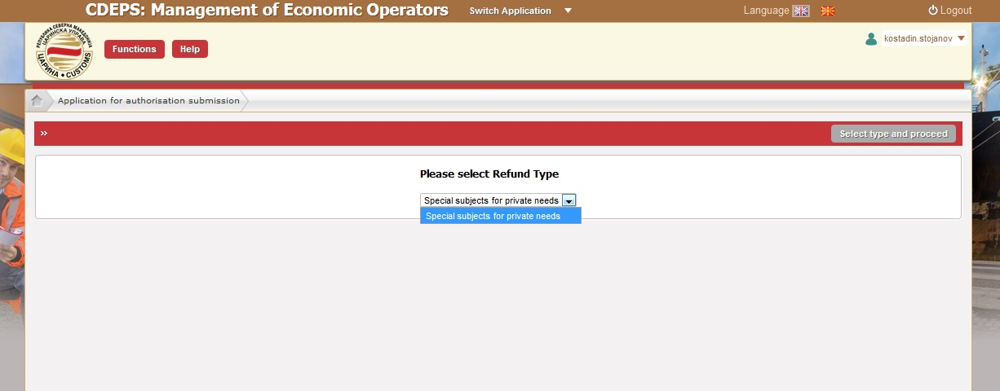 CDEPS: Management of Economic Operators
Switch Application
Language
Logout
РЕПУБЛИКА СЕВЕРНА МАКЕДОНИЈА
ЦАРИНСКА УПРАВА
ЦАРИНА • CUSTOMS
Functions
Help
kostadin.stojanov
Application for authorisation submission
»
Select type and proceed
Please select Refund Type
Special subjects for private needs
Special subjects for private needs